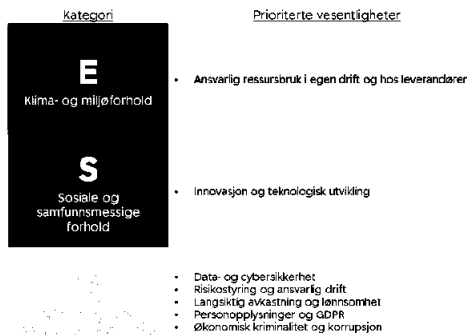 Kategori
Prioriterte vesentligheter
E
Klima- og miljøforhold
• Ansvarlig ressursbruk i egen drift og hos leverandører
S
Sosiale og
samfunnsmessige
forhold
• Innovasjon og teknologisk utvikling
• Data- og cybersikkerhet
• Risikostyring og ansvarlig drift
• Langsiktig avkastning og lønnsomhet
• Personopplysninger og GDPR
• Økonomisk kriminalitet og korrupsjon